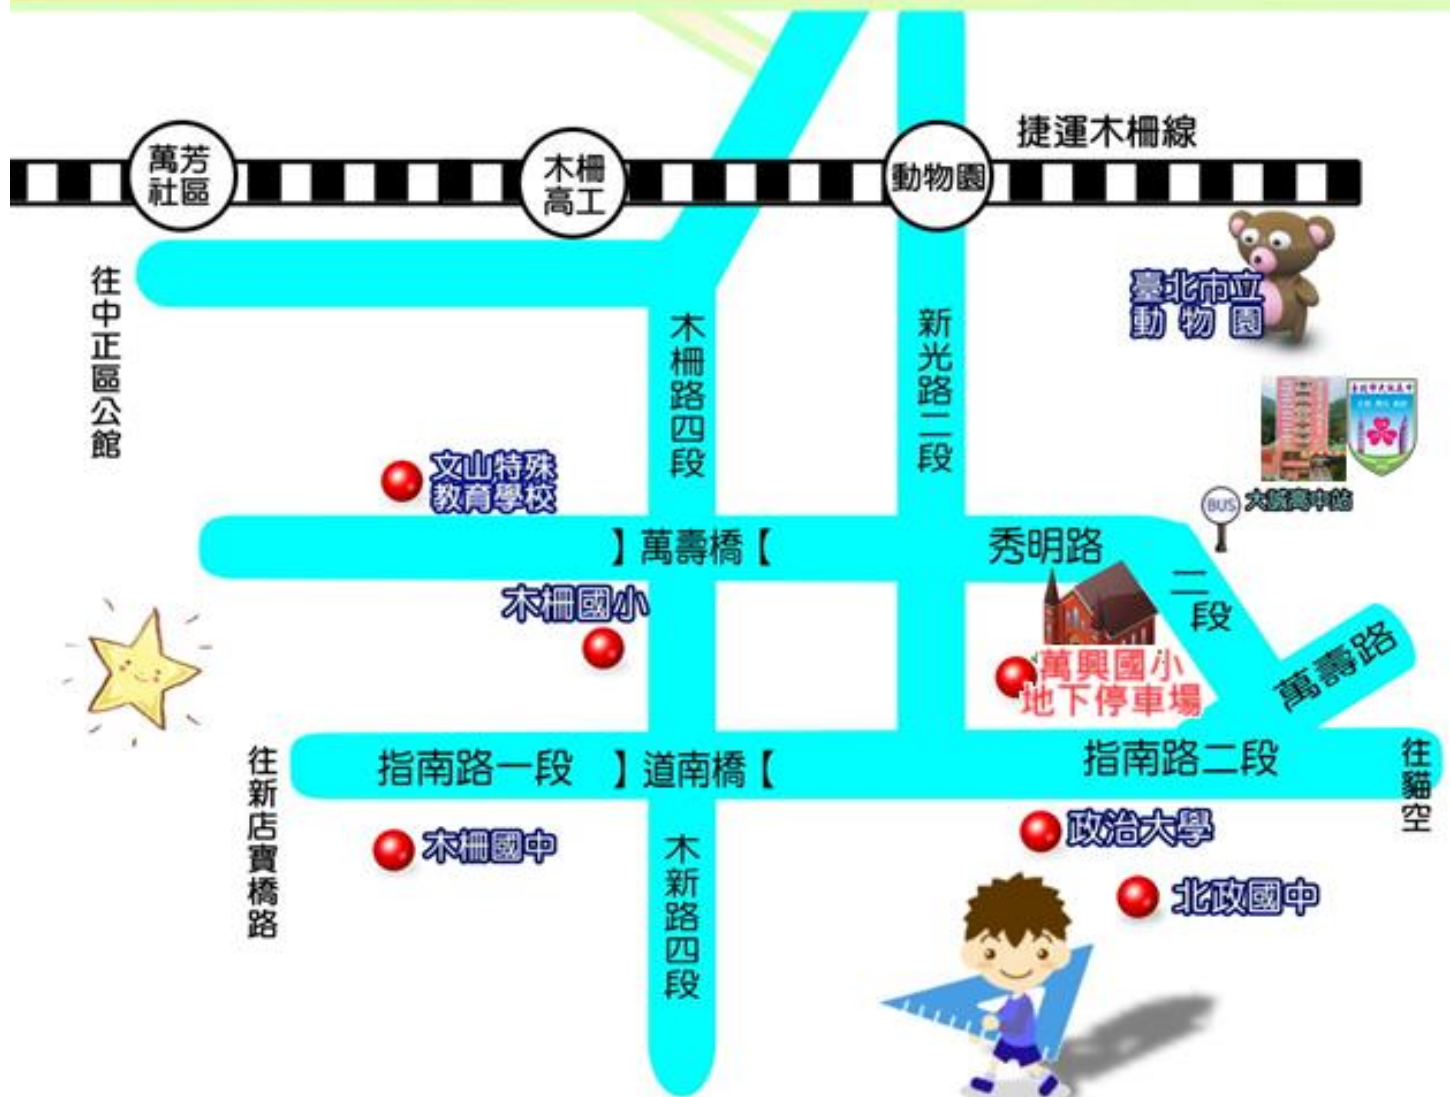 捷運木柵線
萬芳
社區
木柵
高工
動物園
臺北市立
動物園
往中正區公館
木柵路四段
新光路二段
文山特殊
教育學校
BUS
大誠高中站
】萬壽橋【
秀明路
二段
木柵國小
萬興國小
地下停車場
萬壽路
往新店寶橋路
指南路一段
】道南橋【
指南路二段
往貓空
木柵國中
木新路四段
政治大學
北政國中